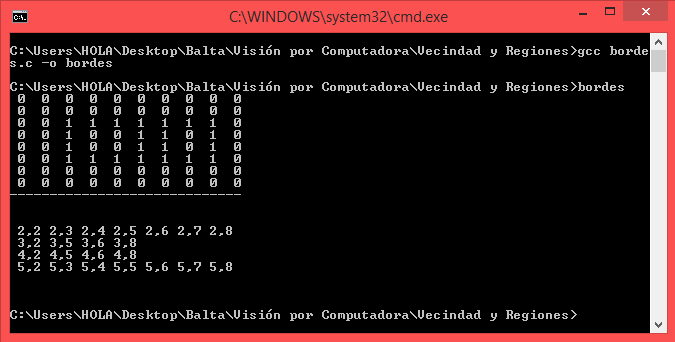 C:\WINDOWS\system32\cmd.exe
C:\Users\HOLA\Desktop\Balta\Visión por Computadora\Vecindad y Regiones>gcc borde
s.c -o bordes
C:\Users\HOLA\Desktop\Balta\Visión por Computadora\Vecindad y Regiones>bordes
0 0 0 0 0 0 0 0 0 0
0 0 0 0 0 0 0 0 0 0
0 0 1 1 1 1 1 1 1 0
0 0 1 0 0 1 1 0 1 0
0 0 1 0 0 1 1 0 1 0
0 0 1 1 1 1 1 1 1 0
0 0 0 0 0 0 0 0 0 0
0 0 0 0 0 0 0 0 0 0
-----------------------------
2,2 2,3 2,4 2,5 2,6 2,7 2,8
3,2 3,5 3,6 3,8
4,2 4,5 4,6 4,8
5,2 5,3 5,4 5,5 5,6 5,7 5,8
C:\Users\HOLA\Desktop\Balta\Visión por Computadora\Vecindad y Regiones>